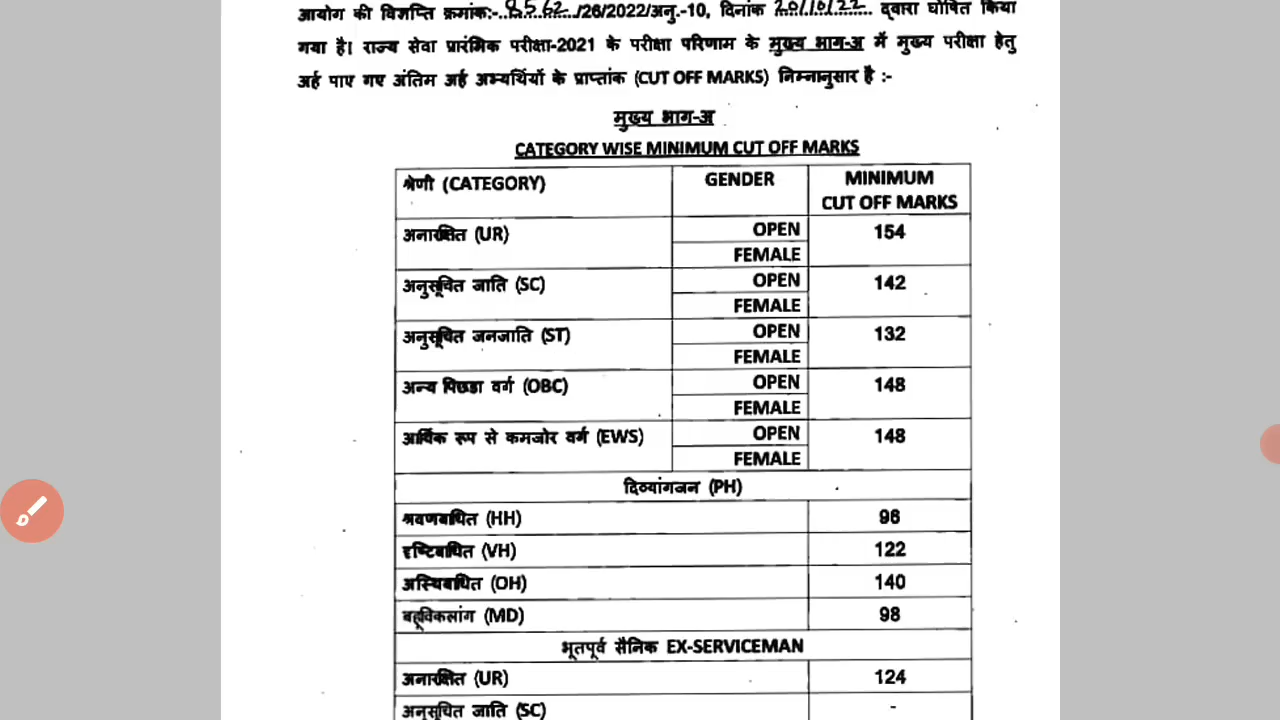 आयोग की विज्ञप्ति क्रमांक:-..8562../26/2022/अनु.-10, दिनांक 20/10/22 द्वारा घोषित किया
गया है। राज्य सेवा प्रारंभिक परीक्षा-2021 के परीक्षा परिणाम के मुख्य भाग-अ में मुख्य परीक्षा हेतु
अर्ह पाए गए अंतिम अर्ह अभ्यर्थियों के प्राप्तांक (CUT OFF MARKS) निम्नानुसार है :-
मुख्य भाग-अ
CATEGORY WISE MINIMUM CUT OFF MARKS
श्रेणी (CATEGORY) GENDER MINIMUM
CUT OFF MARKS
अनारक्षित (UR) OPEN 154
FEMALE
अनुसूचित जाति (SC) OPEN 142
FEMALE
अनुसूचित जनजाति (ST) OPEN 132
FEMALE
अन्य पिछडा वर्ग (OBC) OPEN 148
FEMALE
आर्थिक रूप से कमजोर वर्ग (EWS) OPEN 148
FEMALE
दिव्यांगजन (PH)
श्रवणबाधित (HH) 96
दृष्टिबाधित (VH) 122
अस्थिबाधित (OH) 140
बहूविकलांग (MD) 98
भूतपूर्व सैनिक EX-SERVICEMAN
अनारक्षित (UR) 124
अनुसूचित जाति (SC) -